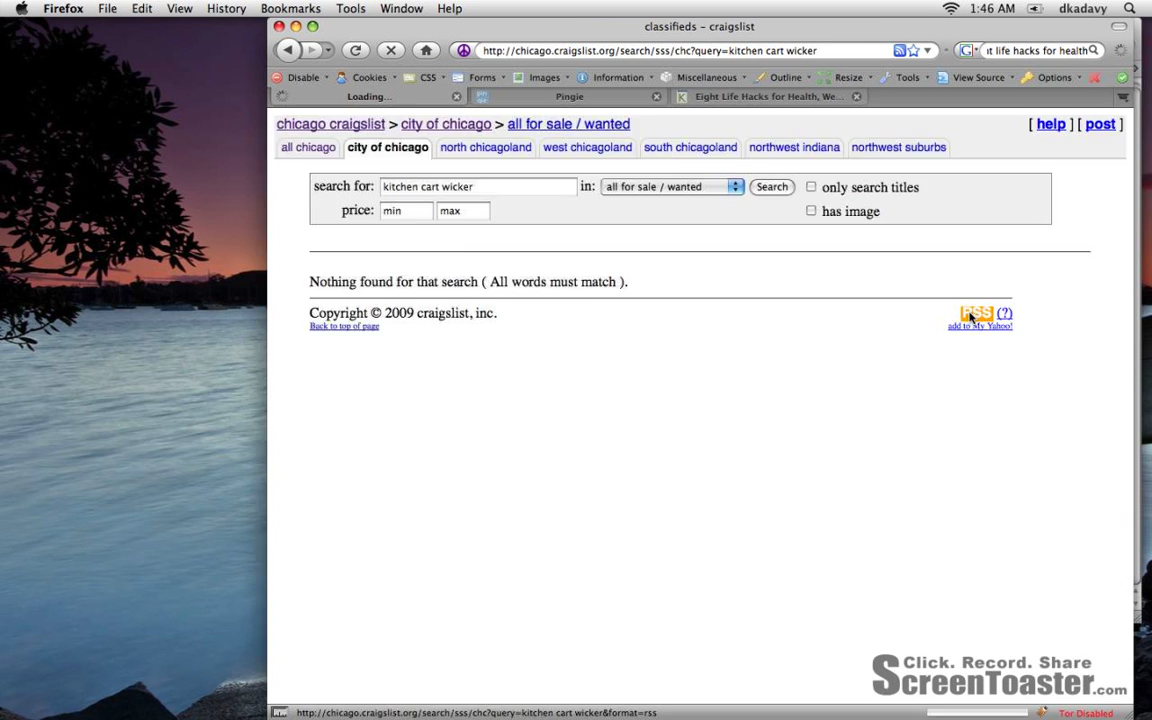 Firefox File Edit View History Bookmarks Tools Window Help 1:46 AM dkadavy
classifieds – craigslist
http://chicago.craigslist.org/search/sss/chc?query=kitchen cart wicker ıt life hacks for health
Disable Cookies CSS Forms Images Information Miscellaneous Outline Resize Tools View Source Options
Loading... Pingie Eight Life Hacks for Health, We...
chicago craigslist > city of chicago > all for sale / wanted [ help ] [ post ]
all chicago city of chicago north chicagoland west chicagoland south chicagoland northwest indiana northwest suburbs
search for: kitchen cart wicker in: all for sale / wanted Search only search titles
price: min max has image
Nothing found for that search ( All words must match ).
Copyright © 2009 craigslist, inc. RSS (?)
Back to top of page add to My Yahoo!
Click. Record. Share
ScreenToaster.com
http://chicago.craigslist.org/search/sss/chc?query=kitchen cart wicker&format=rss Tor Disabled